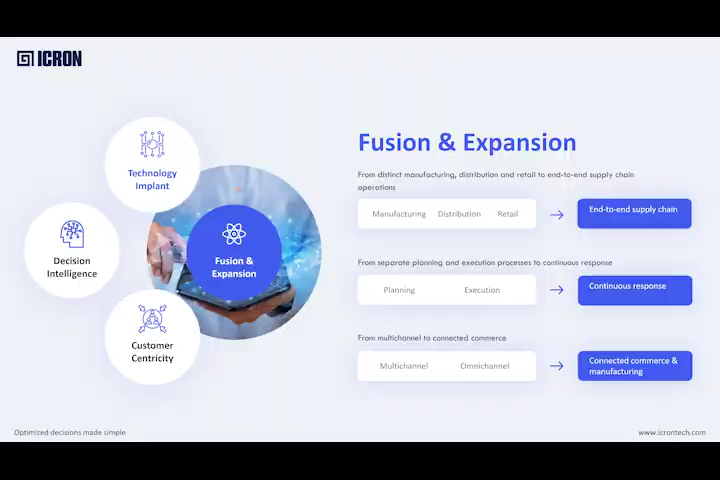 ICRON
Technology
Implant
Decision
Intelligence
Fusion &
Expansion
Customer
Centricity
Fusion & Expansion
From distinct manufacturing, distribution and retail to end-to-end supply chain
operations
Manufacturing Distribution Retail
End-to-end supply chain
From separate planning and execution processes to continuous response
Planning Execution
Continuous response
From multichannel to connected commerce
Multichannel Omnichannel
Connected commerce &
manufacturing
Optimized decisions made simple
www.icrontech.com